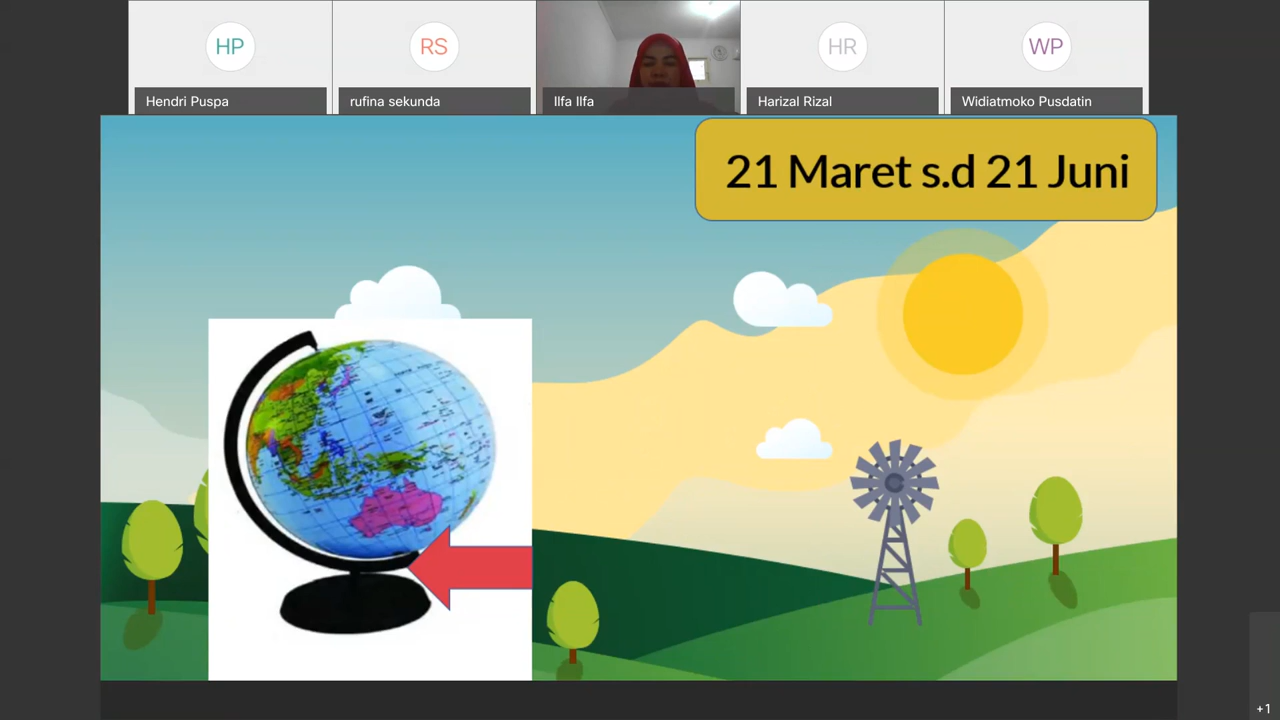 HP
RS
HR
WP
Hendri Puspa
rufina sekunda
Ilfa Ilfa
Harizal Rizal
Widiatmoko Pusdatin
21 Maret s.d 21 Juni
+1